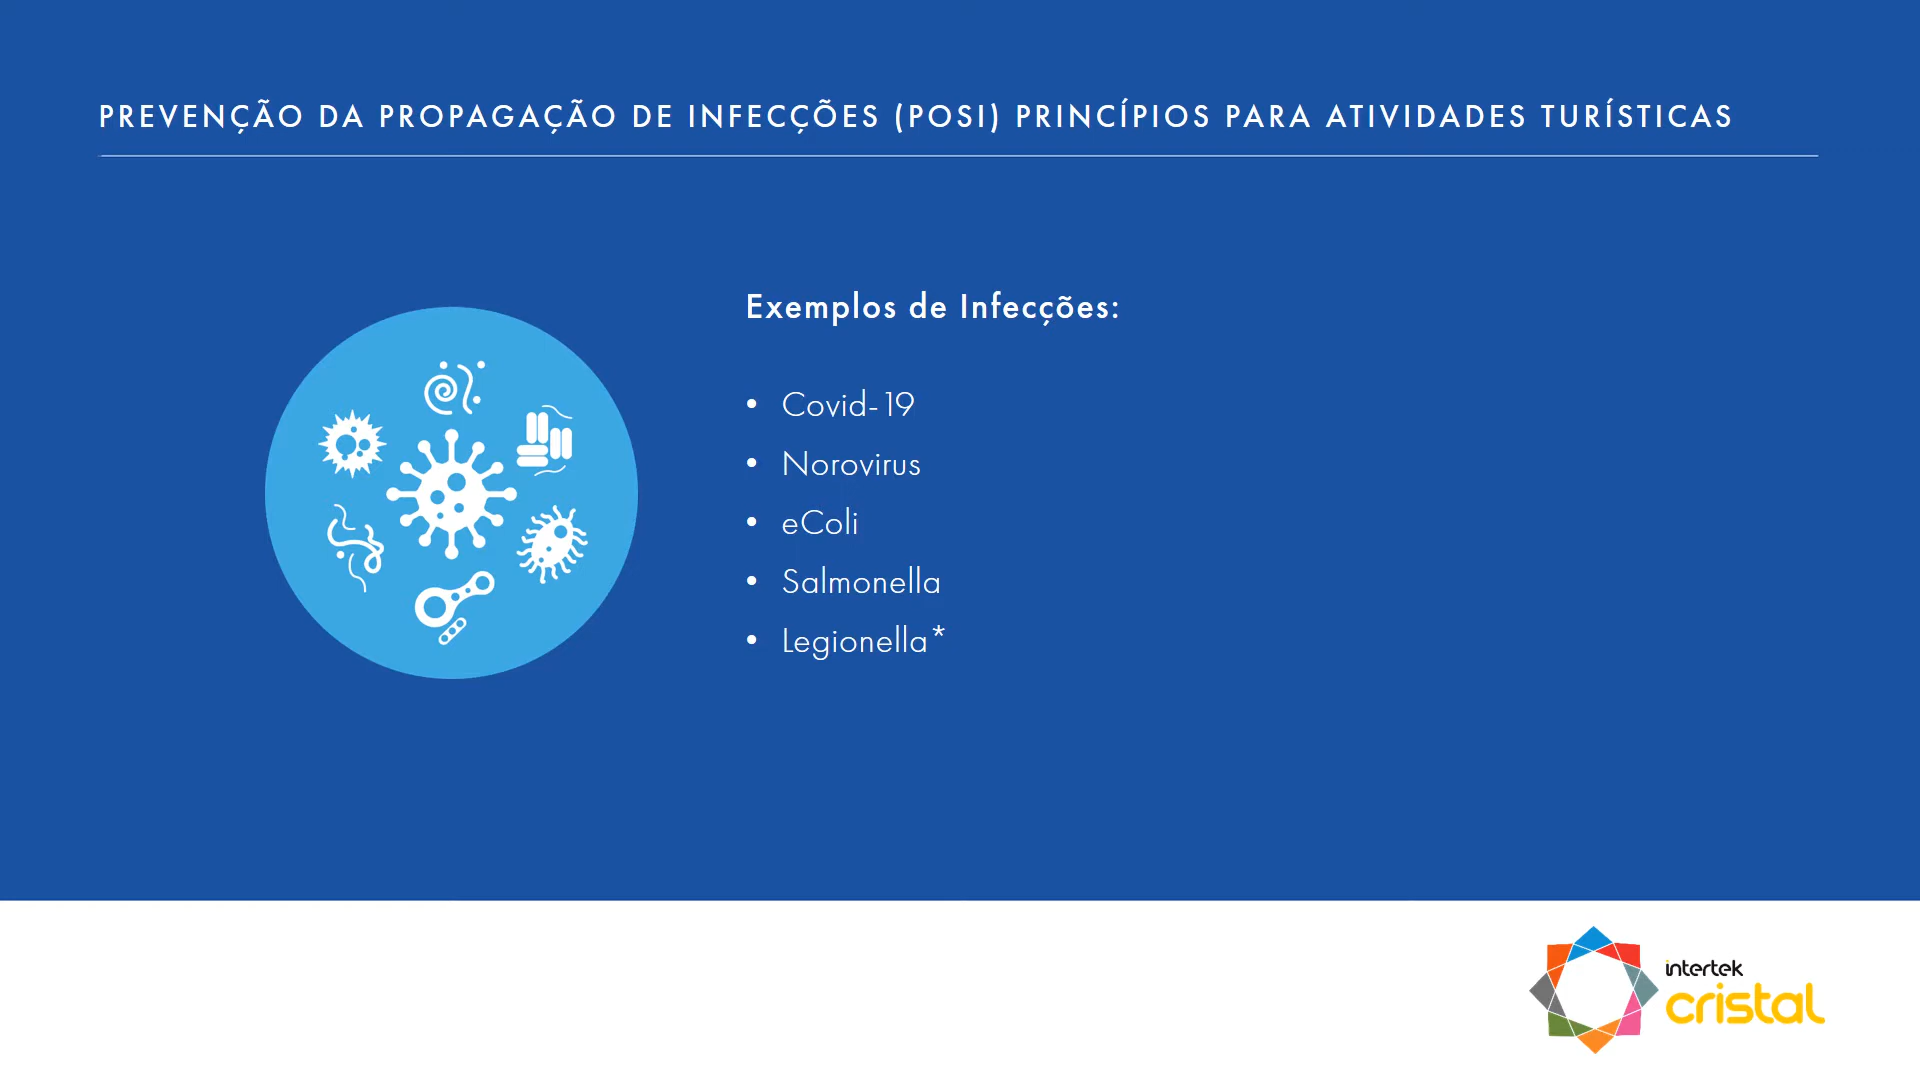 PREVENÇÃO DA PROPAGAÇÃO DE INFECÇÕES (POSI) PRINCÍPIOS PARA ATIVIDADES TURÍSTICAS
Exemplos de Infecções:
• Covid-19
• Norovirus
• eColi
• Salmonella
• Legionella*
intertek
cristal